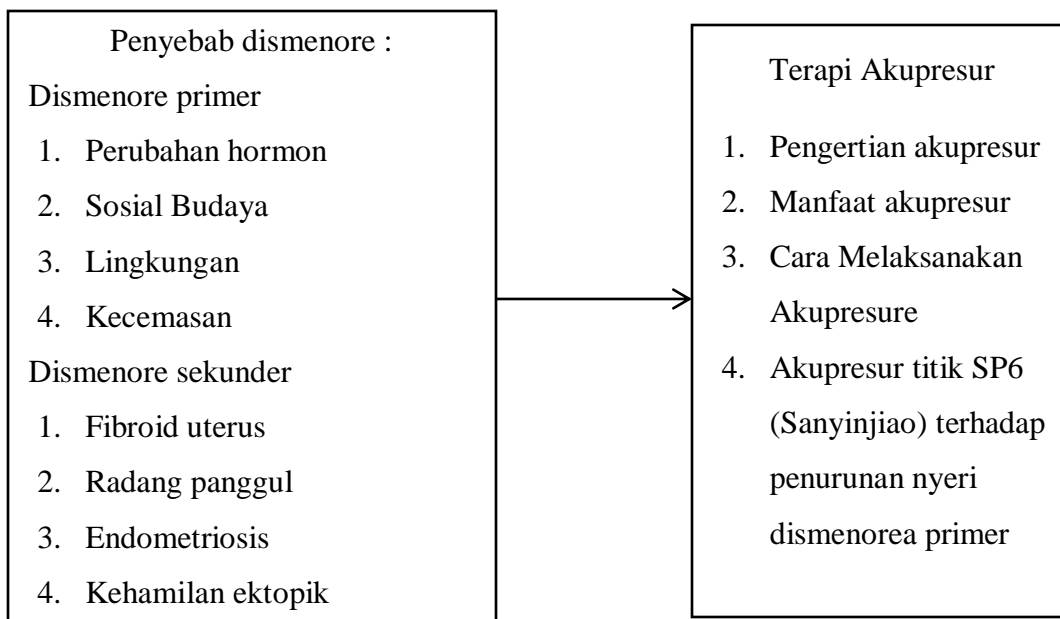 Penyebab dismenore :
Dismenore primer
1. Perubahan hormon
2. Sosial Budaya
3. Lingkungan
4. Kecemasan
Dismenore sekunder
1. Fibroid uterus
2. Radang panggul
3. Endometriosis
4. Kehamilan ektopik
Terapi Akupresur
1. Pengertian akupresur
2. Manfaat akupresur
3. Cara Melaksanakan
Akupresure
4. Akupresur titik SP6
(Sanyinjiao) terhadap
penurunan nyeri
dismenorea primer